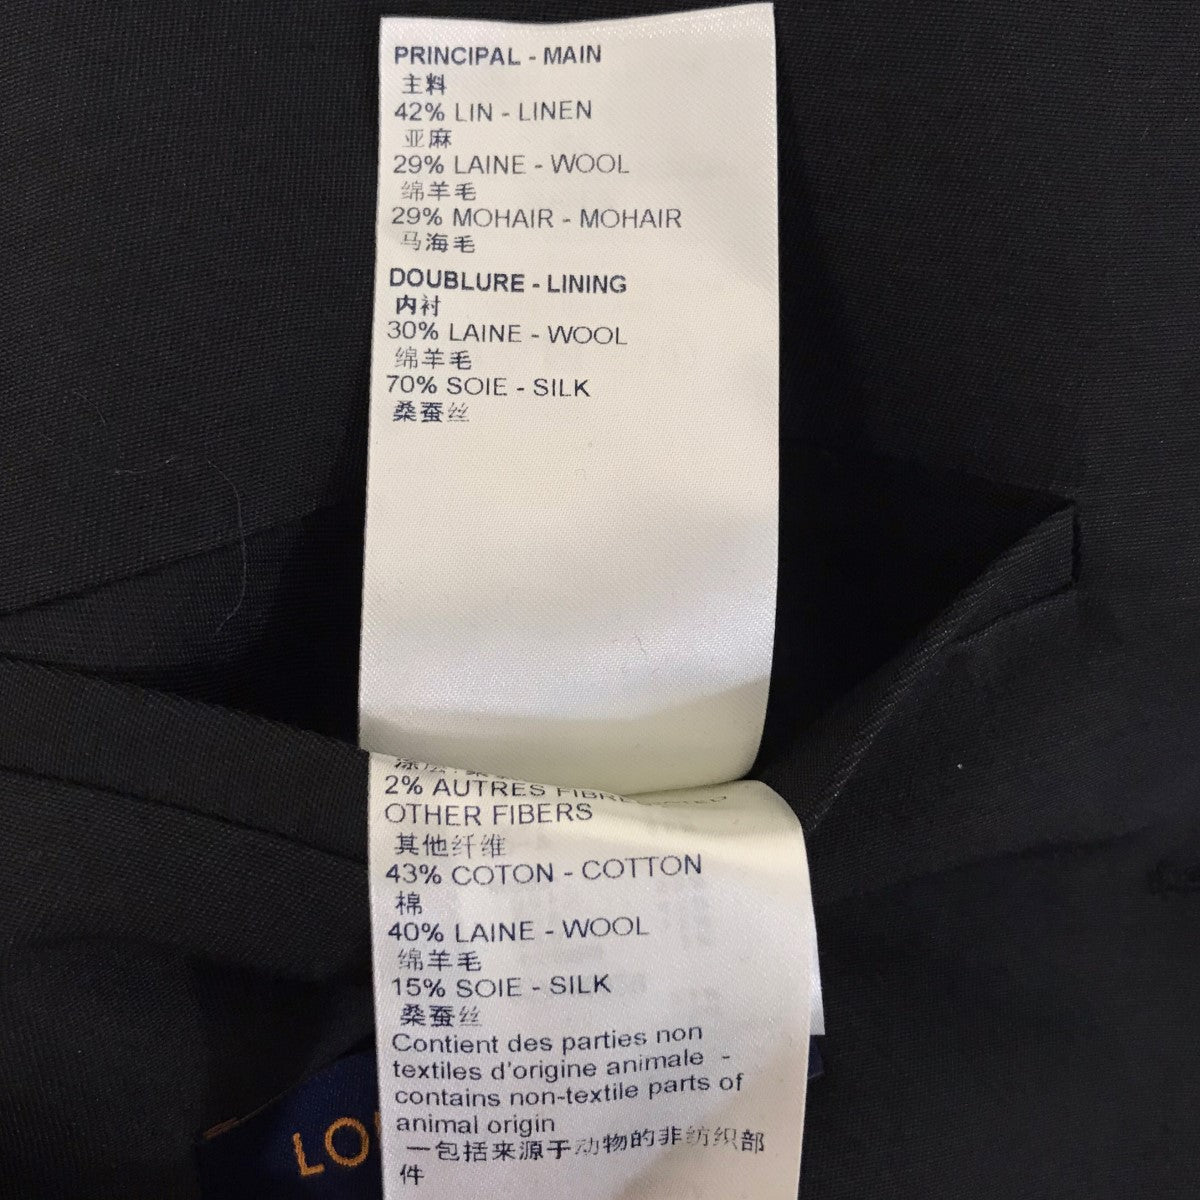 PRINCIPAL - MAIN
主料
42% LIN - LINEN
亚麻
29% LAINE - WOOL
绵羊毛
29% MOHAIR - MOHAIR
马海毛
DOUBLURE - LINING
内衬
30% LAINE - WOOL
绵羊毛
70% SOIE - SILK
桑蚕丝
2% AUTRES
OTHER FIBERS
其他纤维
43% COTON - COTTON
棉
40% LAINE - WOOL
绵羊毛
15% SOIE - SILK
桑蚕丝
Contient des parties non
textiles d'origine animale -
contains non-textile parts of
animal origin
一包括来源于动物的非纺织部
件
LO